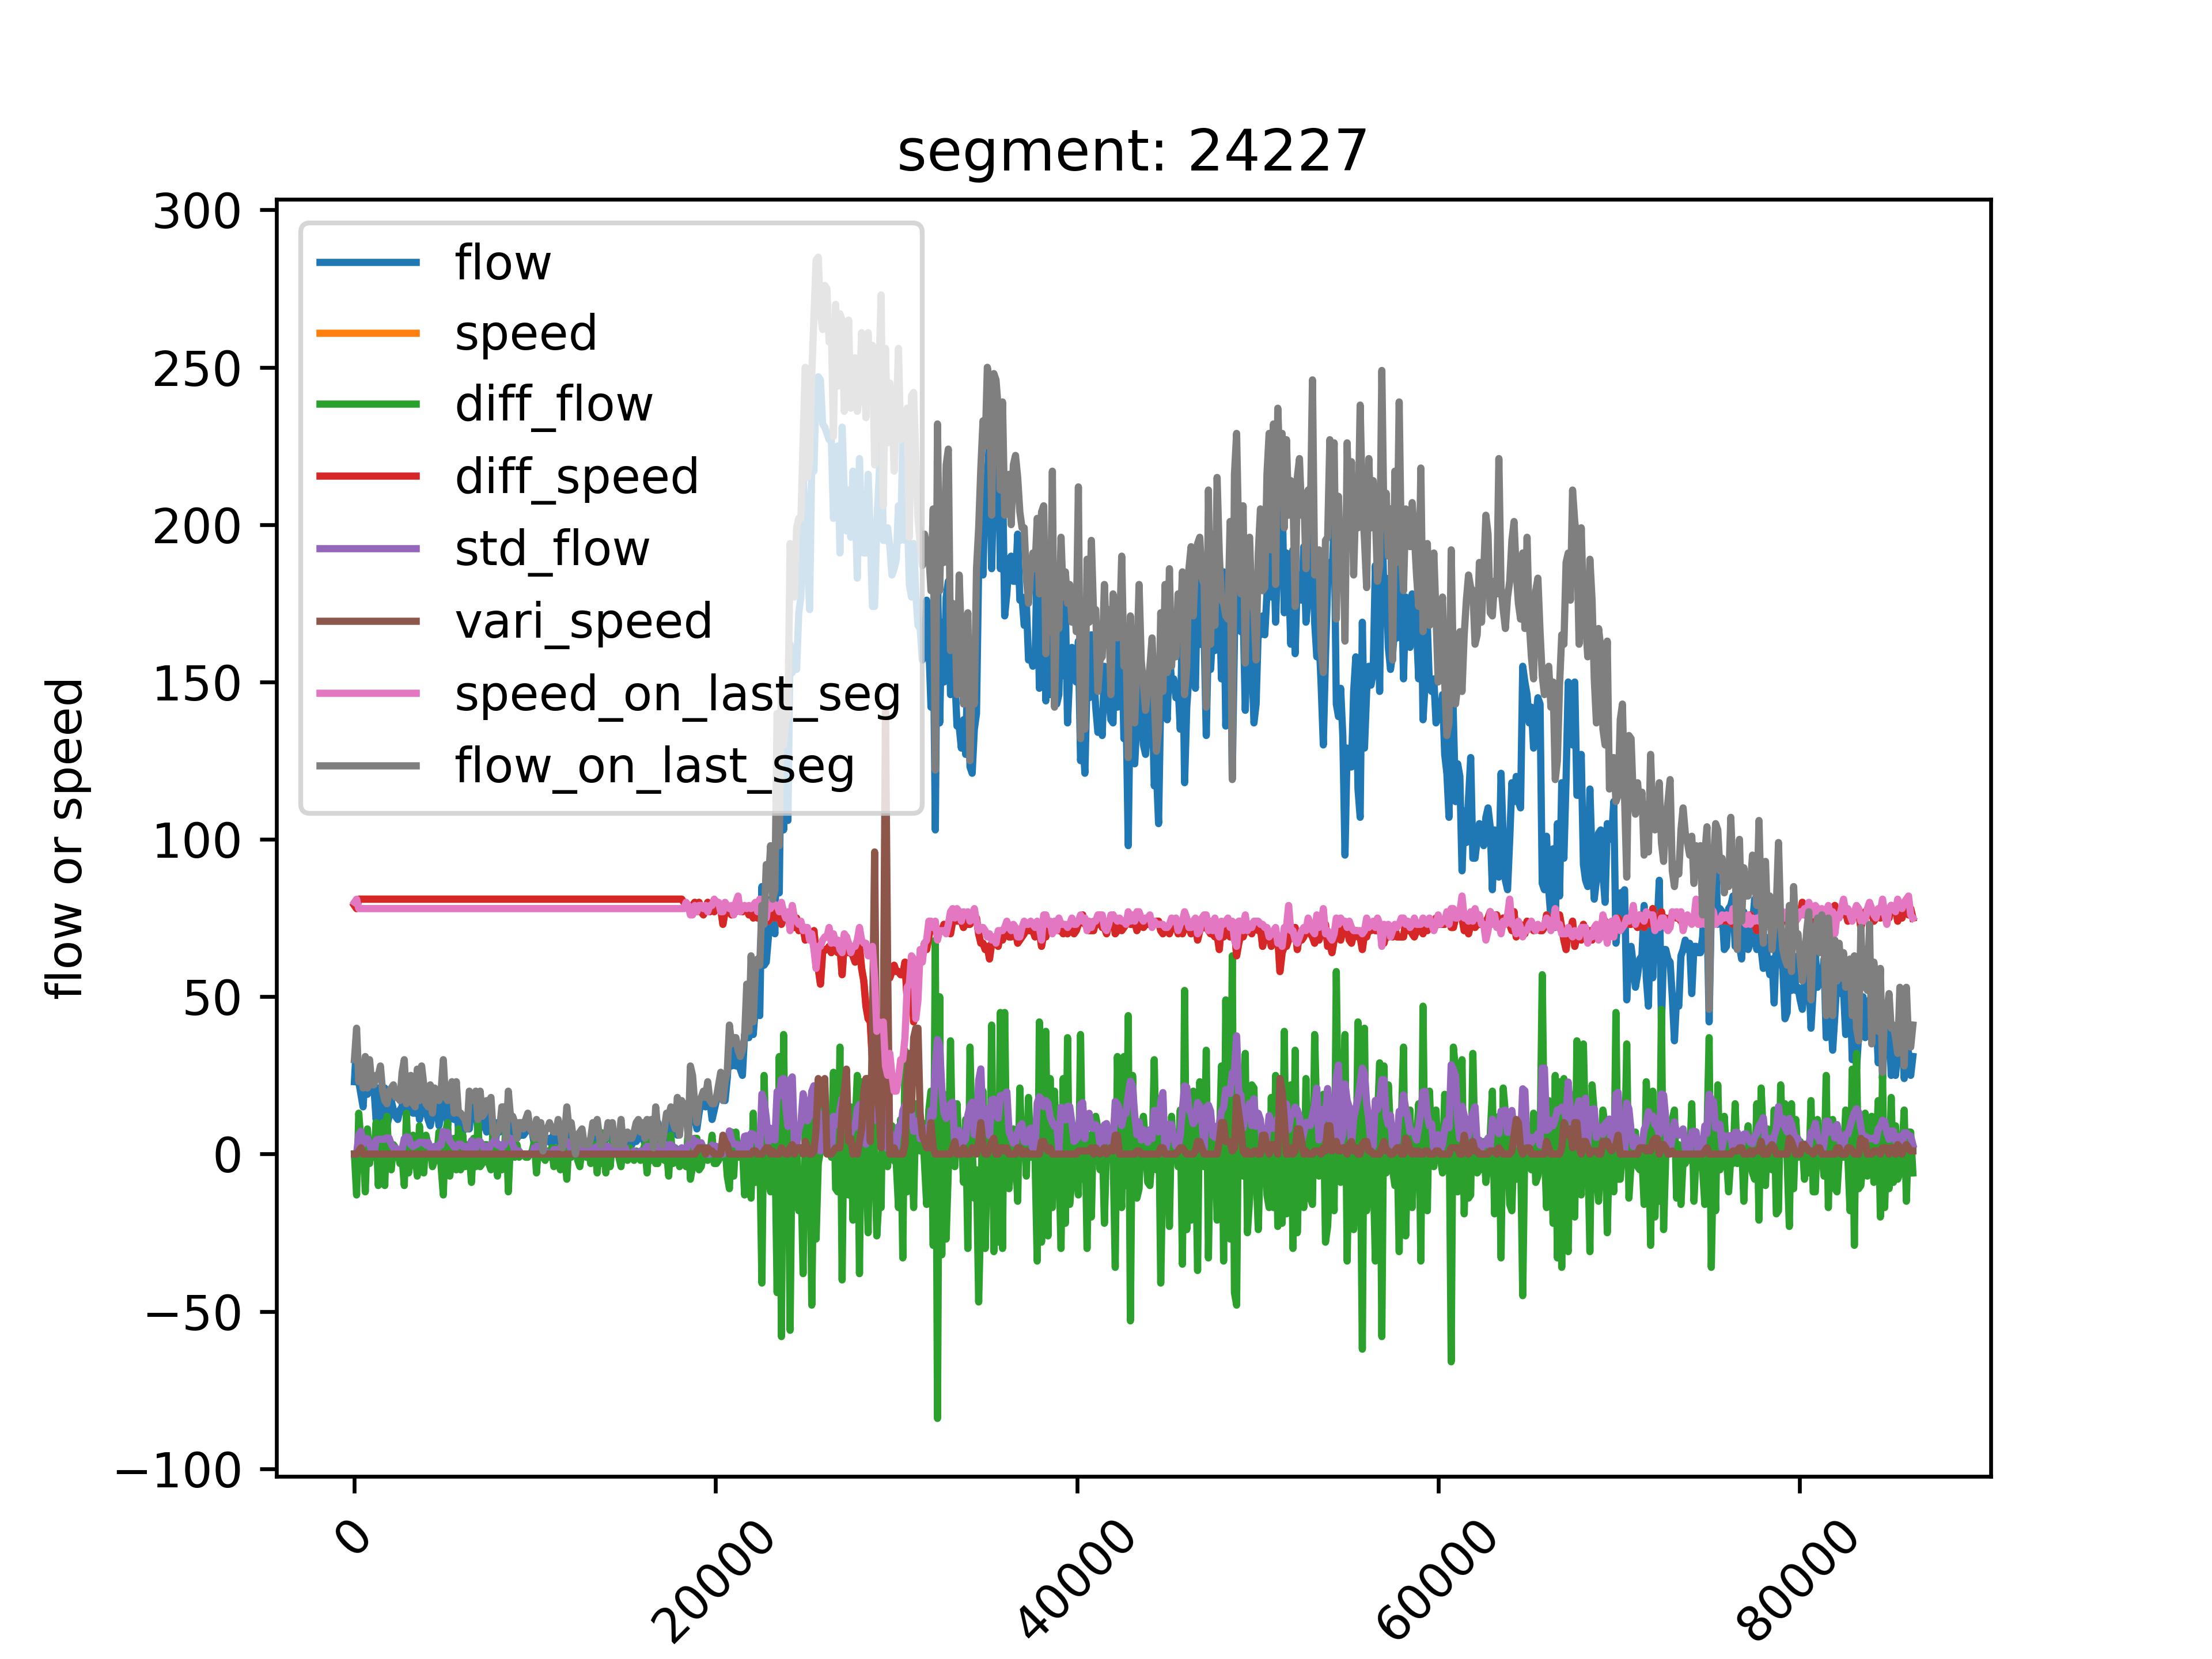 segment: 24227
300
250
200
150
100
50
0
−50
−100
flow or speed
flow
speed
diff_flow
diff_speed
std_flow
vari_speed
speed_on_last_seg
flow_on_last_seg
0
20000
40000
60000
80000